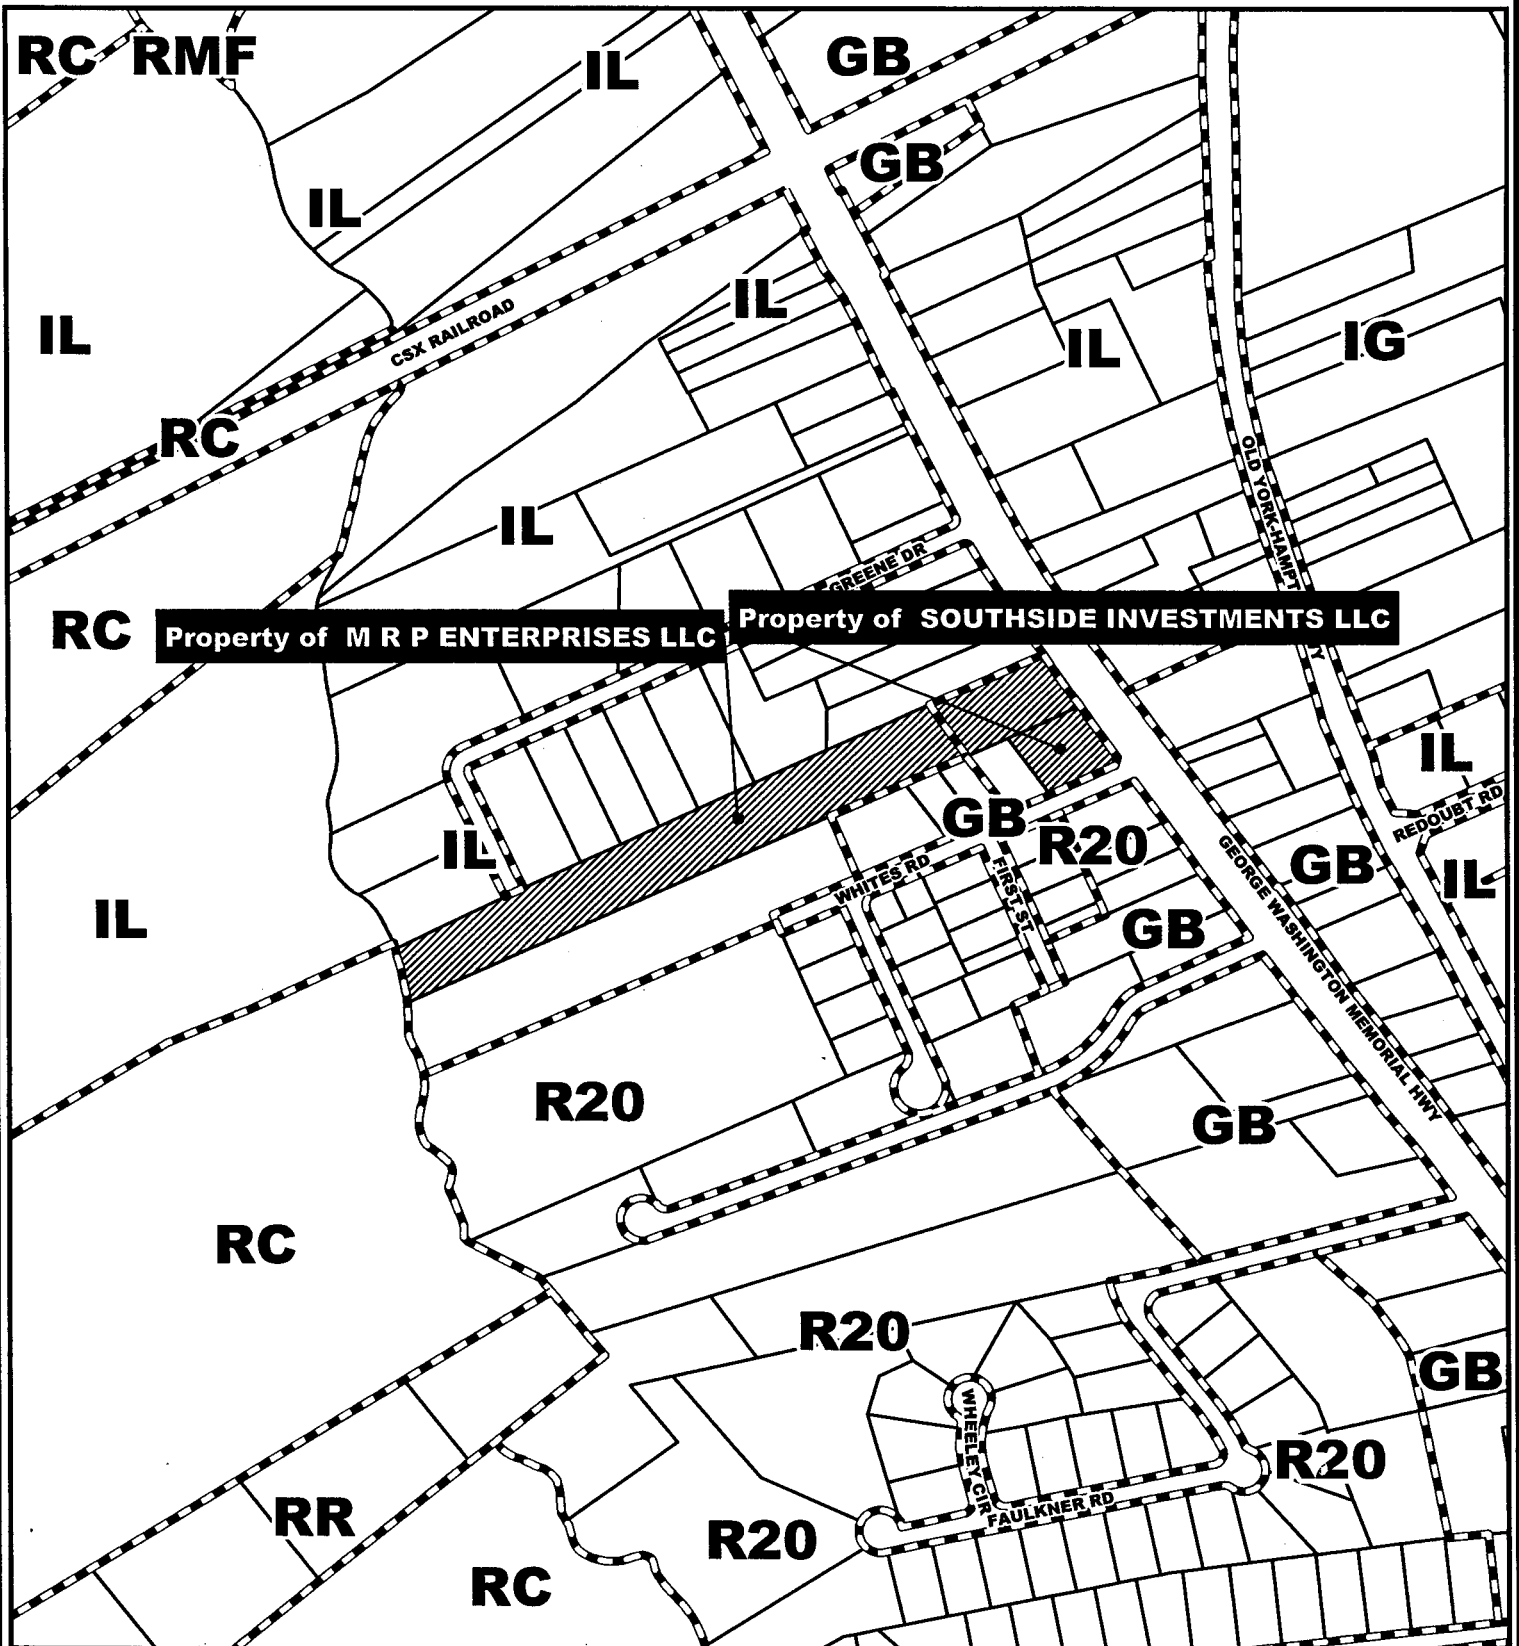 RC RMF
IL
GB
GB
IL
IL
IL
CSX RAILROAD
IL
IG
RC
OLD YORK-HAMPT
Y
IL
GREENE DR
RC
Property of M R P ENTERPRISES LLC
Property of SOUTHSIDE INVESTMENTS LLC
IL
REDOUBT RD
GB
R20
IL
WHITES RD
FIRST ST.
GEORGE WASHINGTON MEMORIAL HWY
GB
IL
IL
GB
R20
GB
RC
R20
GB
WHEELEY CIR
R20
FAULKNER RD
RR
R20
RC